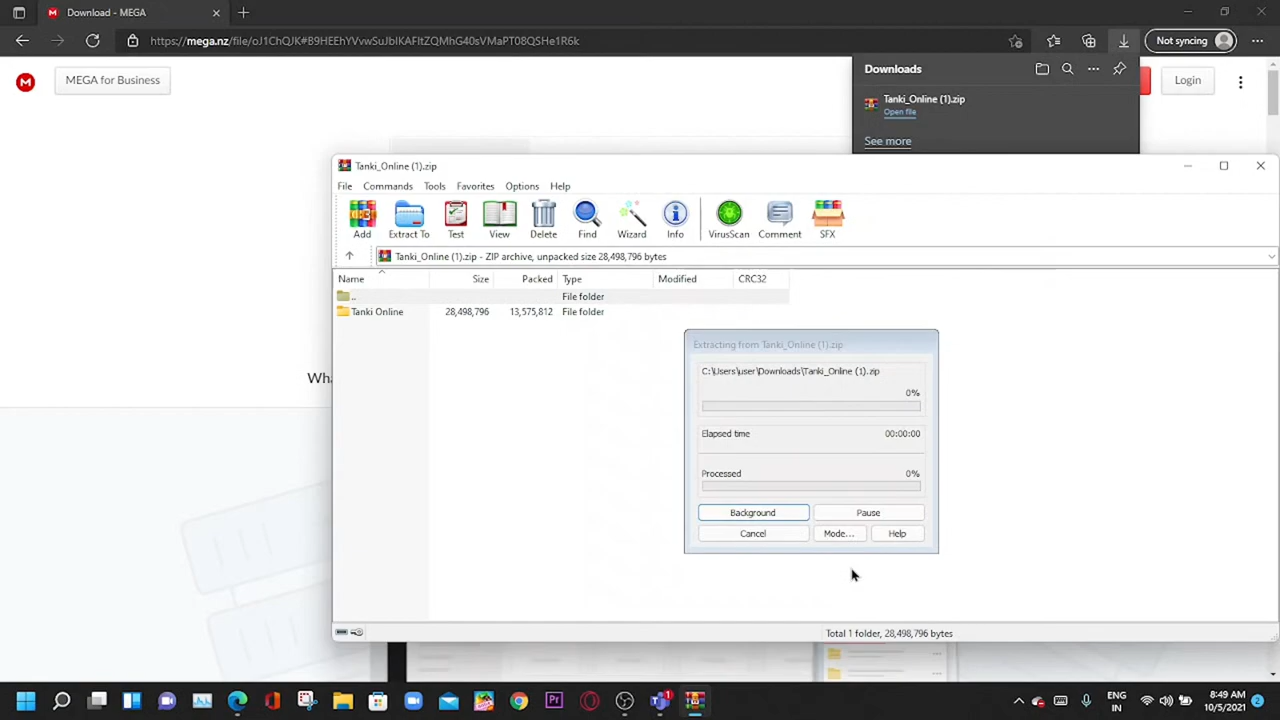 Download - MEGA
https://mega.nz/file/oJ1ChQJK#B9HEEhYVvwSuJbIKAFItZQMhG40sVMaPT08QSHe1R6k
Not syncing
MEGA for Business
Login
Downloads
Tanki_Online (1).zip
Open file
See more
Tanki_Online (1).zip
File Commands Tools Favorites Options Help
Add Extract To Test View Delete Find Wizard Info VirusScan Comment SFX
Tanki_Online (1).zip - ZIP archive, unpacked size 28,498,796 bytes
Name Size Packed Type Modified CRC32
.. File folder
Tanki Online 28,498,796 13,575,812 File folder
Extracting from Tanki_Online (1).zip
C:\Users\user\Downloads\Tanki_Online (1).zip
0%
Elapsed time 00:00:00
Processed 0%
Background Pause
Cancel Mode... Help
Total 1 folder, 28,498,796 bytes
Pr
1
ENG
IN
8:49 AM
10/5/2021
2